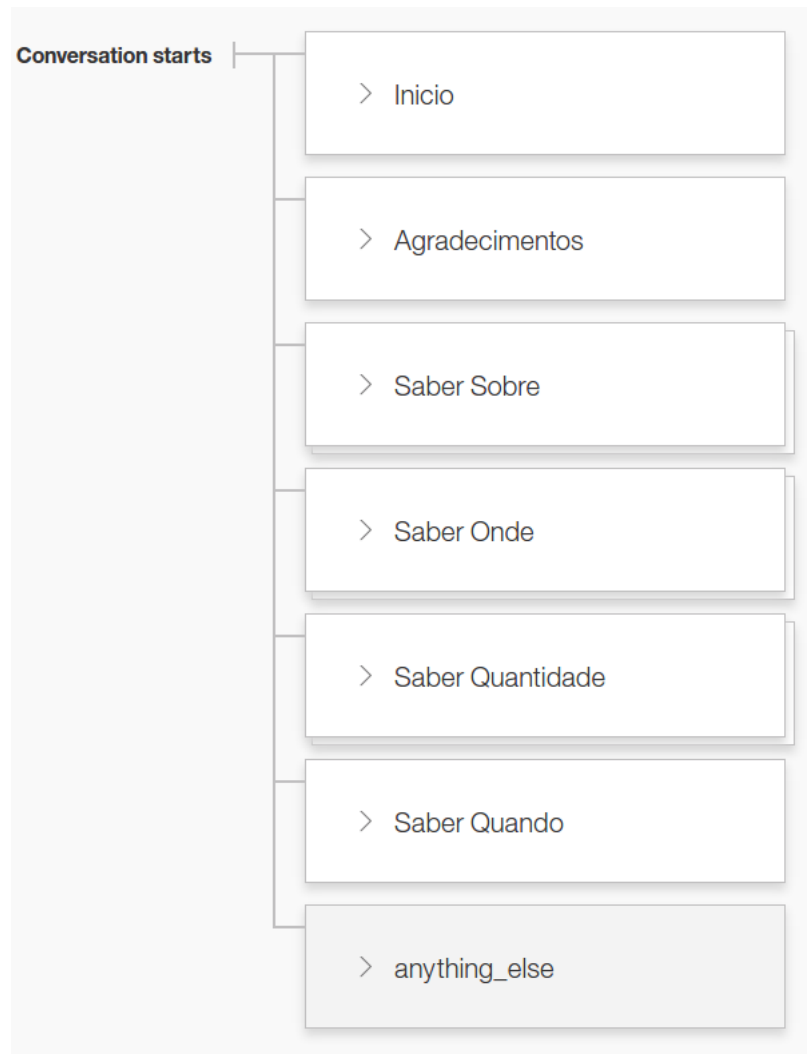 Conversation starts
Inicio
Agradecimentos
Saber Sobre
Saber Onde
Saber Quantidade
Saber Quando
anything_else